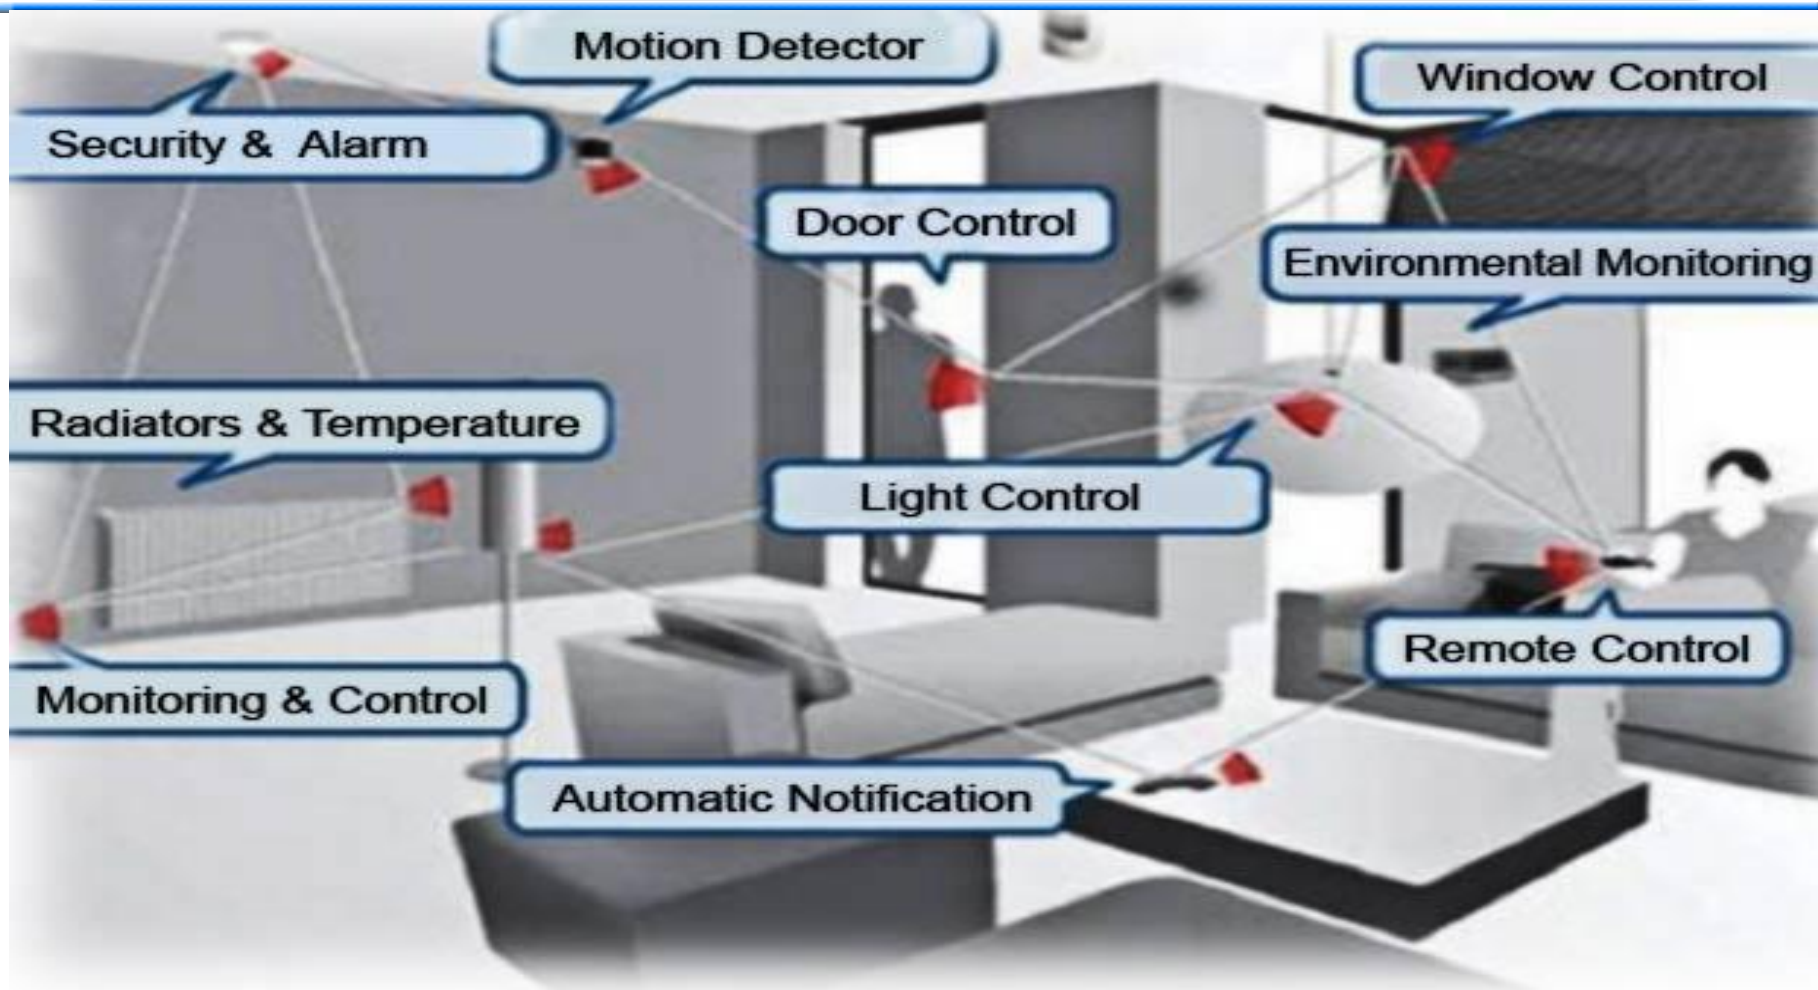 Motion Detector
Window Control
Security & Alarm
Door Control
Environmental Monitoring
Radiators & Temperature
Light Control
Remote Control
Monitoring & Control
Automatic Notification